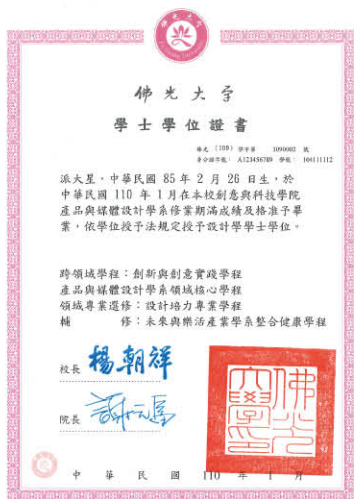 佛光大學
佛光大学
學士學位證書
佛光（109）學字第 1090002 號
身分證字號： A123456789 學號： 104111112
派大星，中華民國 85 年 2 月 26 日生，於
中華民國 110 年 1 月在本校創意與科技學院
產品與媒體設計學系修業期滿成績及格准予畢
業，依學位授予法規定授予設計學學士學位。
跨領域學程：創新與創意實踐學程
產品與媒體設計學系領域核心學程
領域專業選修：設計培力專業學程
輔　　　修：未來與樂活產業學系整合健康學程
校長 楊朝祥
院長
佛光
大學印
中 華 民 國 110 年 1 月